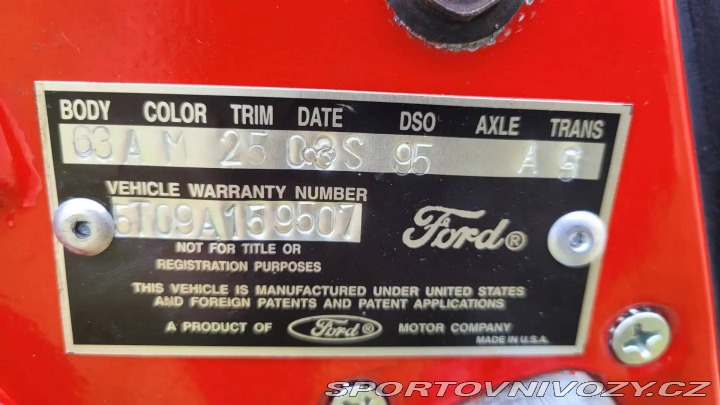 BODY COLOR TRIM DATE DSO AXLE TRANS
63A M 25 03S 95 A 5
VEHICLE WARRANTY NUMBER
5T09A159507
NOT FOR TITLE OR
REGISTRATION PURPOSES
Ford®
THIS VEHICLE IS MANUFACTURED UNDER UNITED STATES
AND FOREIGN PATENTS AND PATENT APPLICATIONS
A PRODUCT OF Ford® MOTOR COMPANY
MADE IN U.S.A.
SPORTOVNIVOZY.CZ